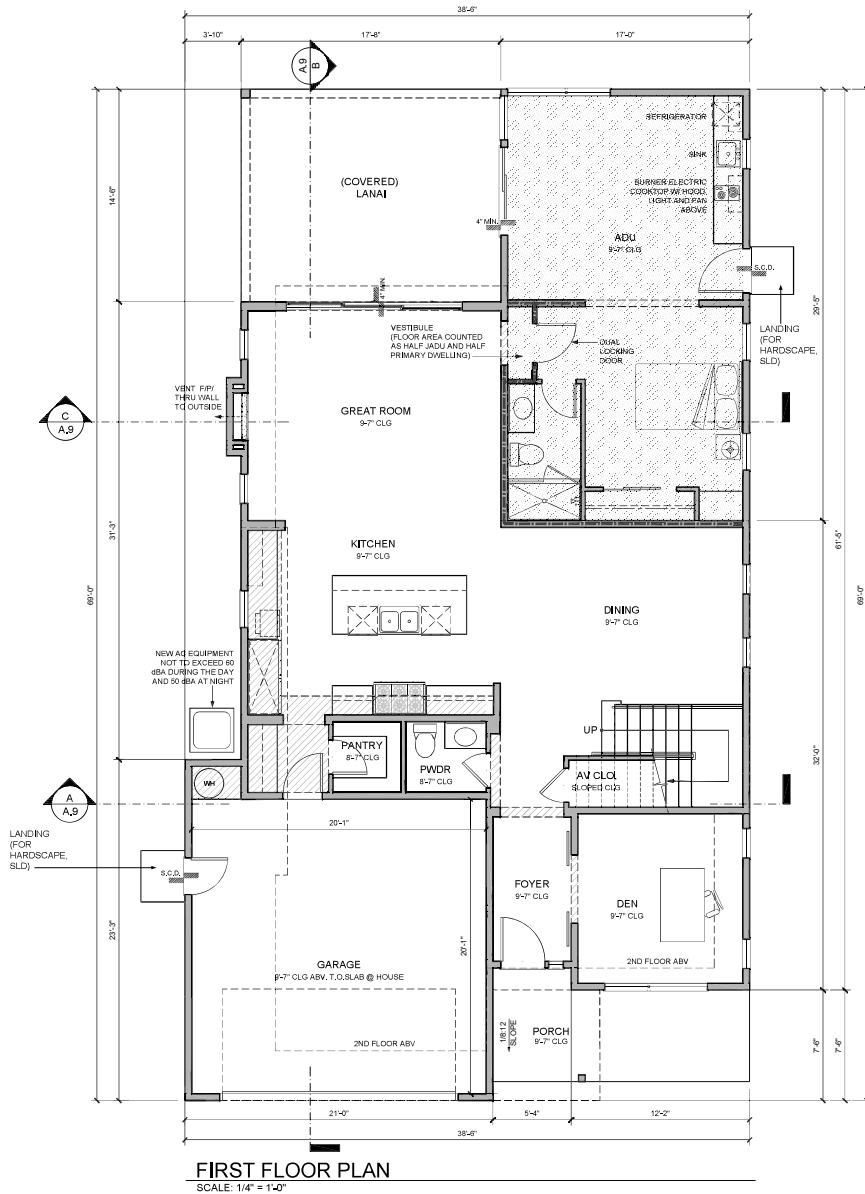 38'-6"
3'-10"
17'-8"
17'-0"
A.9
B
REFRIGERATOR
SINK
BURNER ELECTRIC
COOKTOP W/ HOOD,
LIGHT AND FAN
ABOVE
(COVERED)
LANAI
14'-6"
4" MIN.
ADU
9'-7" CLG
S.C.D.
4" MIN.
29'-5"
VESTIBULE
(FLOOR AREA COUNTED
AS HALF JADU AND HALF
PRIMARY DWELLING)
DUAL
LOCKING
DOOR
LANDING
(FOR
HARDSCAPE,
SLD)
VENT F/P/
THRU WALL
TO OUTSIDE
C
A.9
GREAT ROOM
9'-7" CLG
31'-3"
KITCHEN
9'-7" CLG
61'-5"
69'-0"
69'-0"
DINING
9'-7" CLG
NEW AC EQUIPMENT
NOT TO EXCEED 60
dBA DURING THE DAY
AND 50 dBA AT NIGHT
UP
PANTRY
8'-7" CLG
PWDR
8'-7" CLG
32'-0"
AV CLO.
SLOPED CLG
WH
A
A.9
20'-1"
LANDING
(FOR
HARDSCAPE,
SLD)
S.C.D.
FOYER
9'-7" CLG
DEN
9'-7" CLG
23'-3"
20'-1"
GARAGE
9'-7" CLG ABV. T.O.SLAB @ HOUSE
2ND FLOOR ABV
1/8:12
SLOPE
PORCH
9'-7" CLG
2ND FLOOR ABV
7'-6"
7'-6"
21'-0"
5'-4"
12'-2"
38'-6"
FIRST FLOOR PLAN
SCALE: 1/4" = 1'-0"